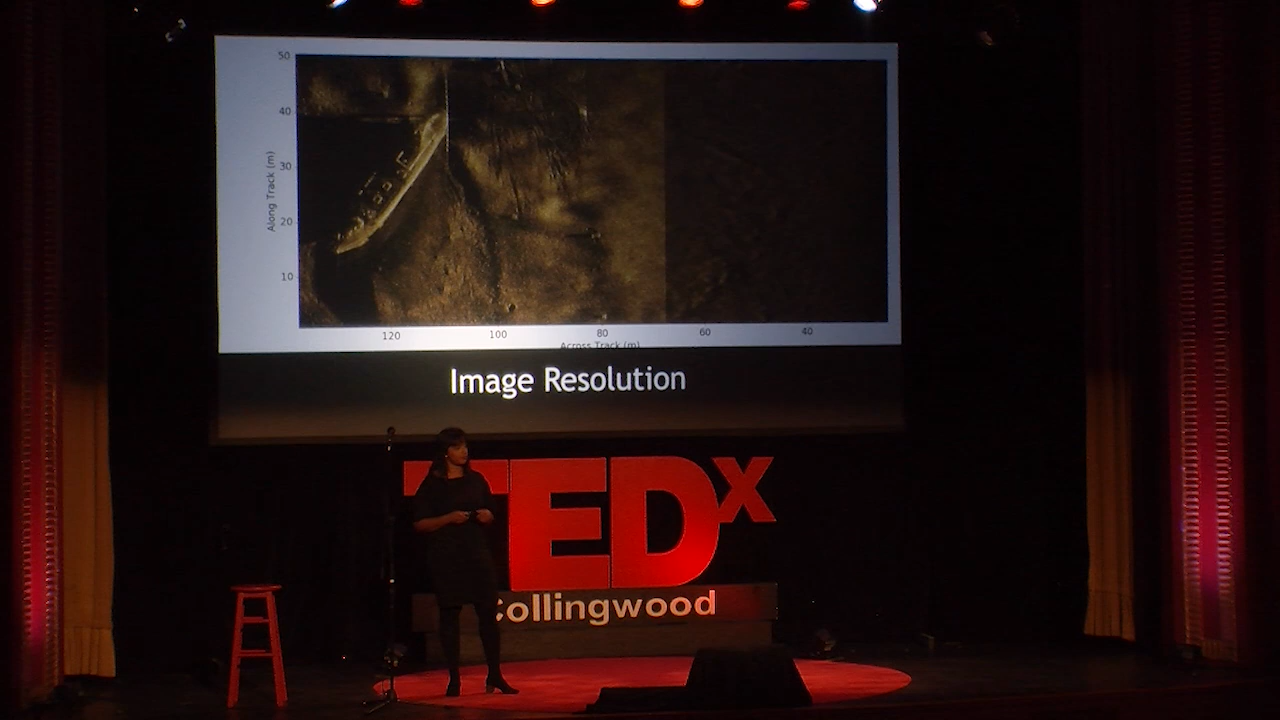 50
40
30
20
10
Along Track (m)
120 100 80 60 40
Across Track (m)
Image Resolution
TEDx
Collingwood